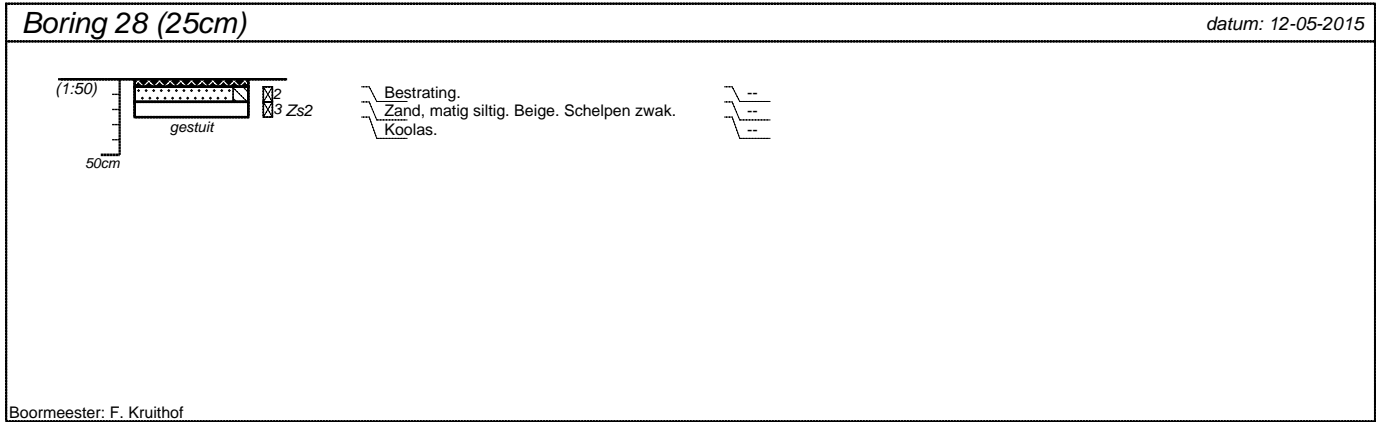 Boring 28 (25cm)
datum: 12-05-2015
(1:50)
2
3 Zs2
gestuit
50cm
Bestrating.
Zand, matig siltig. Beige. Schelpen zwak.
Koolas.
--
--
--
Boormeester: F. Kruithof